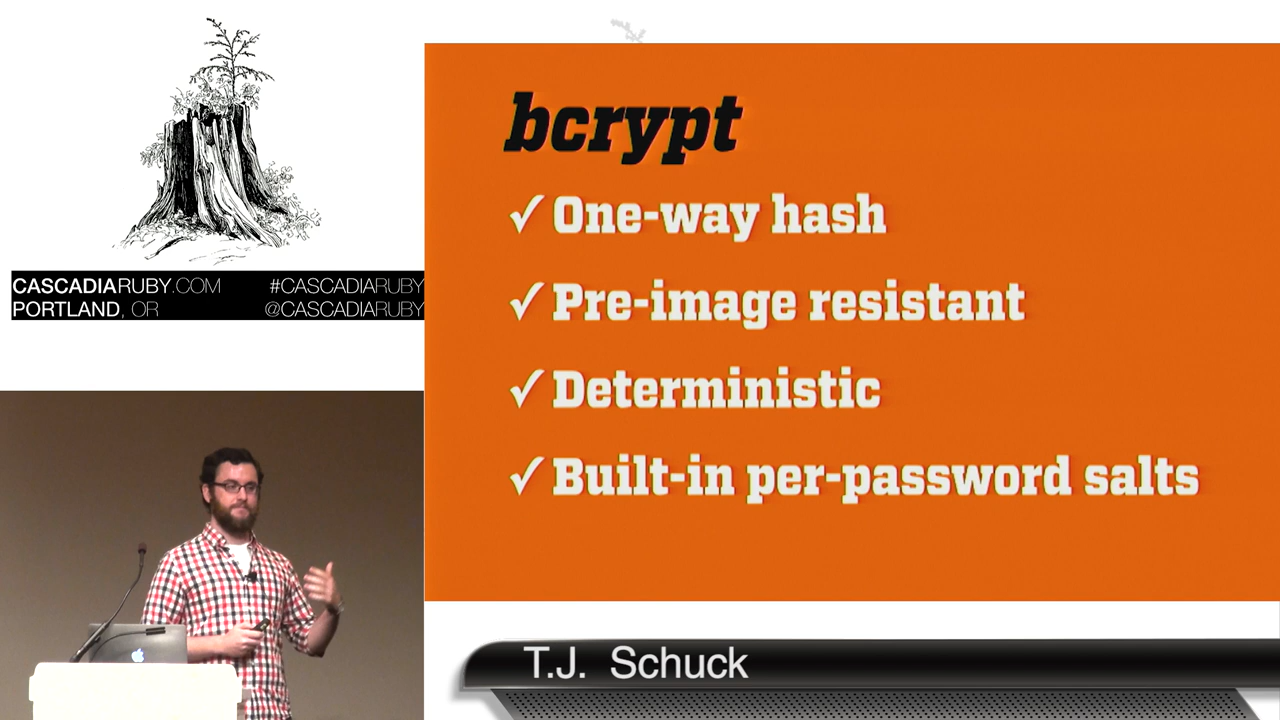 CASCADIARUBY.COM #CASCADIARUBY
PORTLAND, OR @CASCADIARUBY
bcrypt
✓ One-way hash
✓ Pre-image resistant
✓ Deterministic
✓ Built-in per-password salts
T.J. Schuck